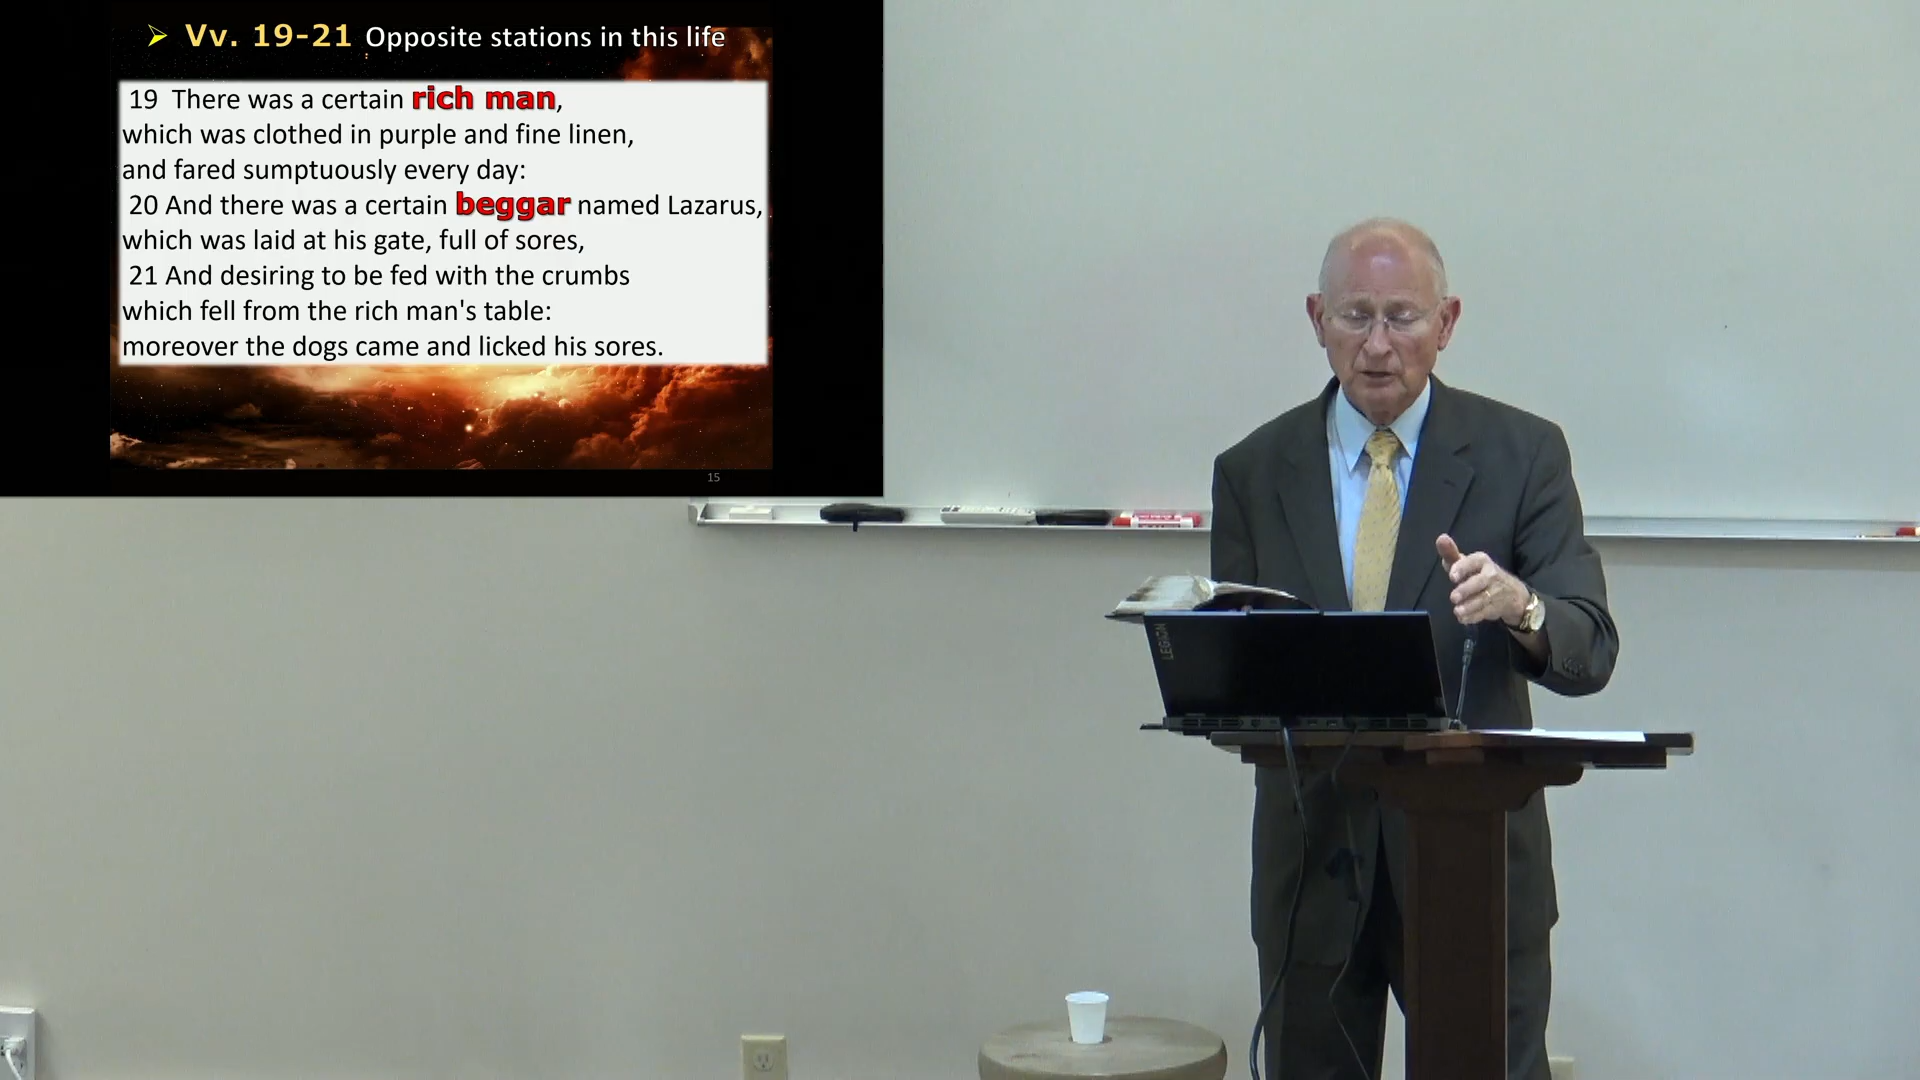 ➢ Vv. 19-21 Opposite stations in this life
19 There was a certain rich man,
which was clothed in purple and fine linen,
and fared sumptuously every day:
20 And there was a certain beggar named Lazarus,
which was laid at his gate, full of sores,
21 And desiring to be fed with the crumbs
which fell from the rich man's table:
moreover the dogs came and licked his sores.
15
LEGION